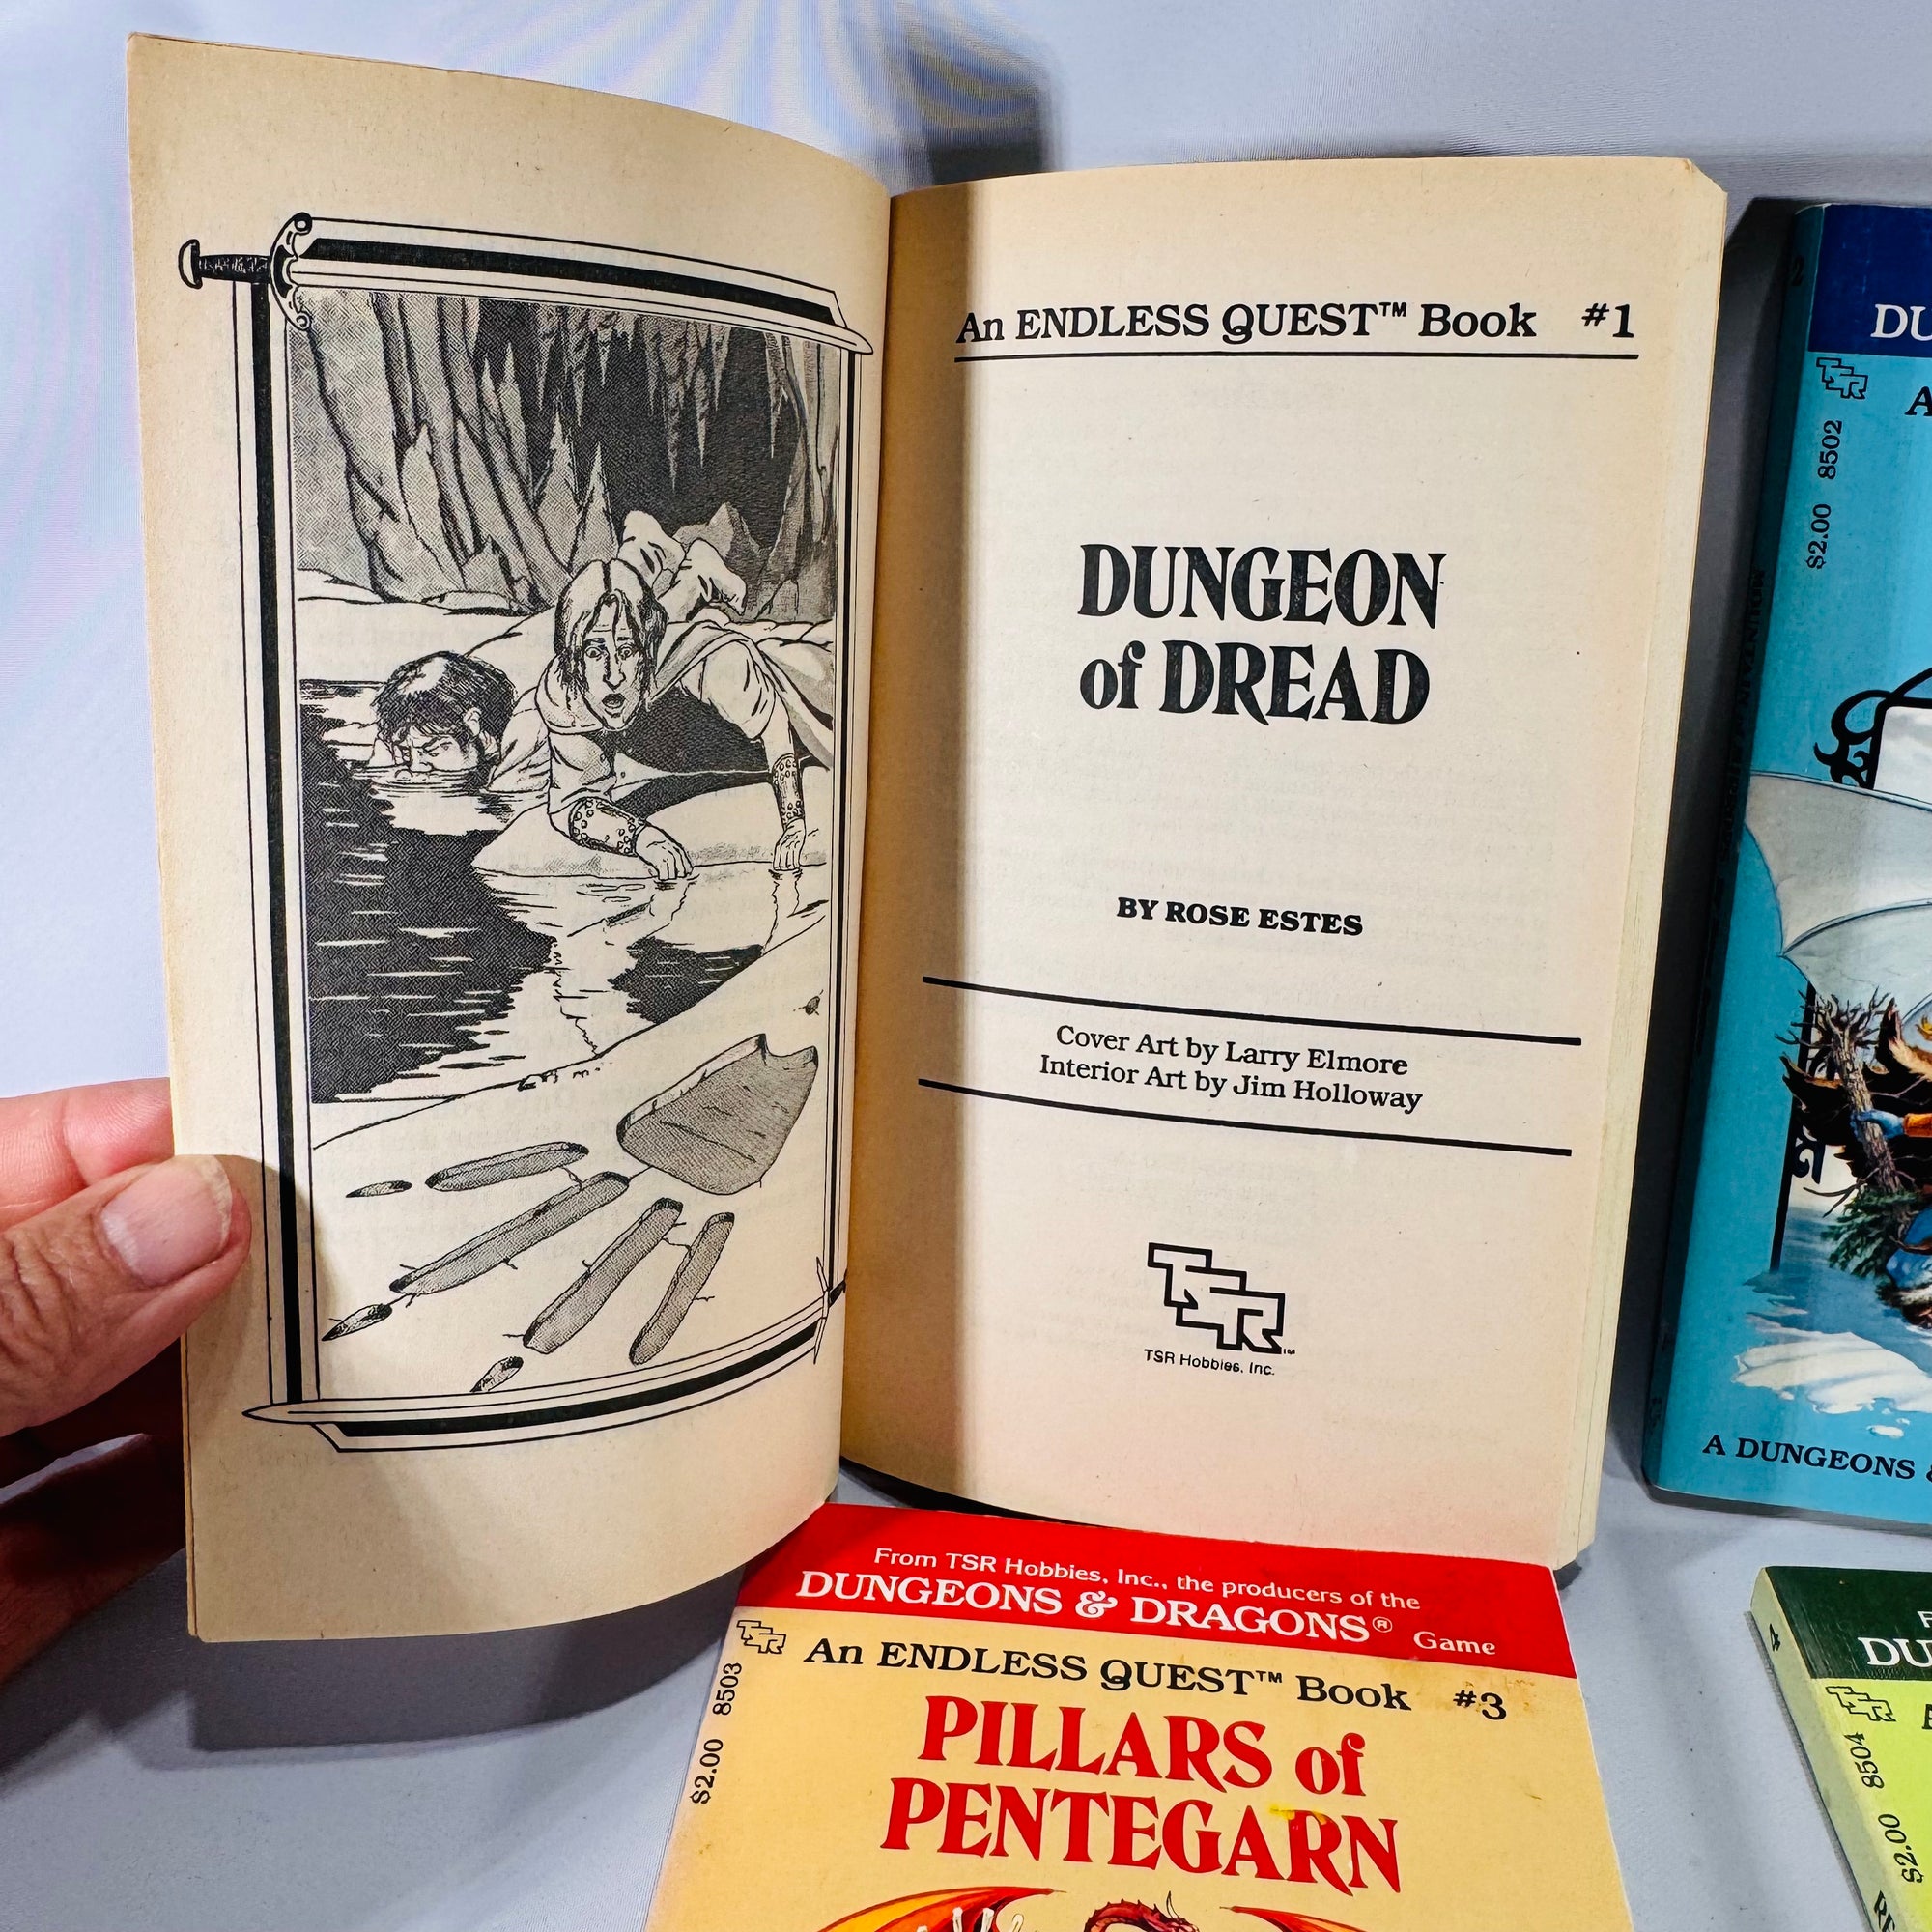 An ENDLESS QUEST™ Book #1
DUNGEON
of DREAD
BY ROSE ESTES
Cover Art by Larry Elmore
Interior Art by Jim Holloway
TSR™
TSR Hobbies, Inc.
From TSR Hobbies, Inc., the producers of the
DUNGEONS & DRAGONS® Game
TSR
An ENDLESS QUEST™ Book #3
$2.00 8503
PILLARS of
PENTEGARN
2
DU
TSR
A
$2.00 8502
A DUNGEONS &
4
DU
TSR
$2.00 8504